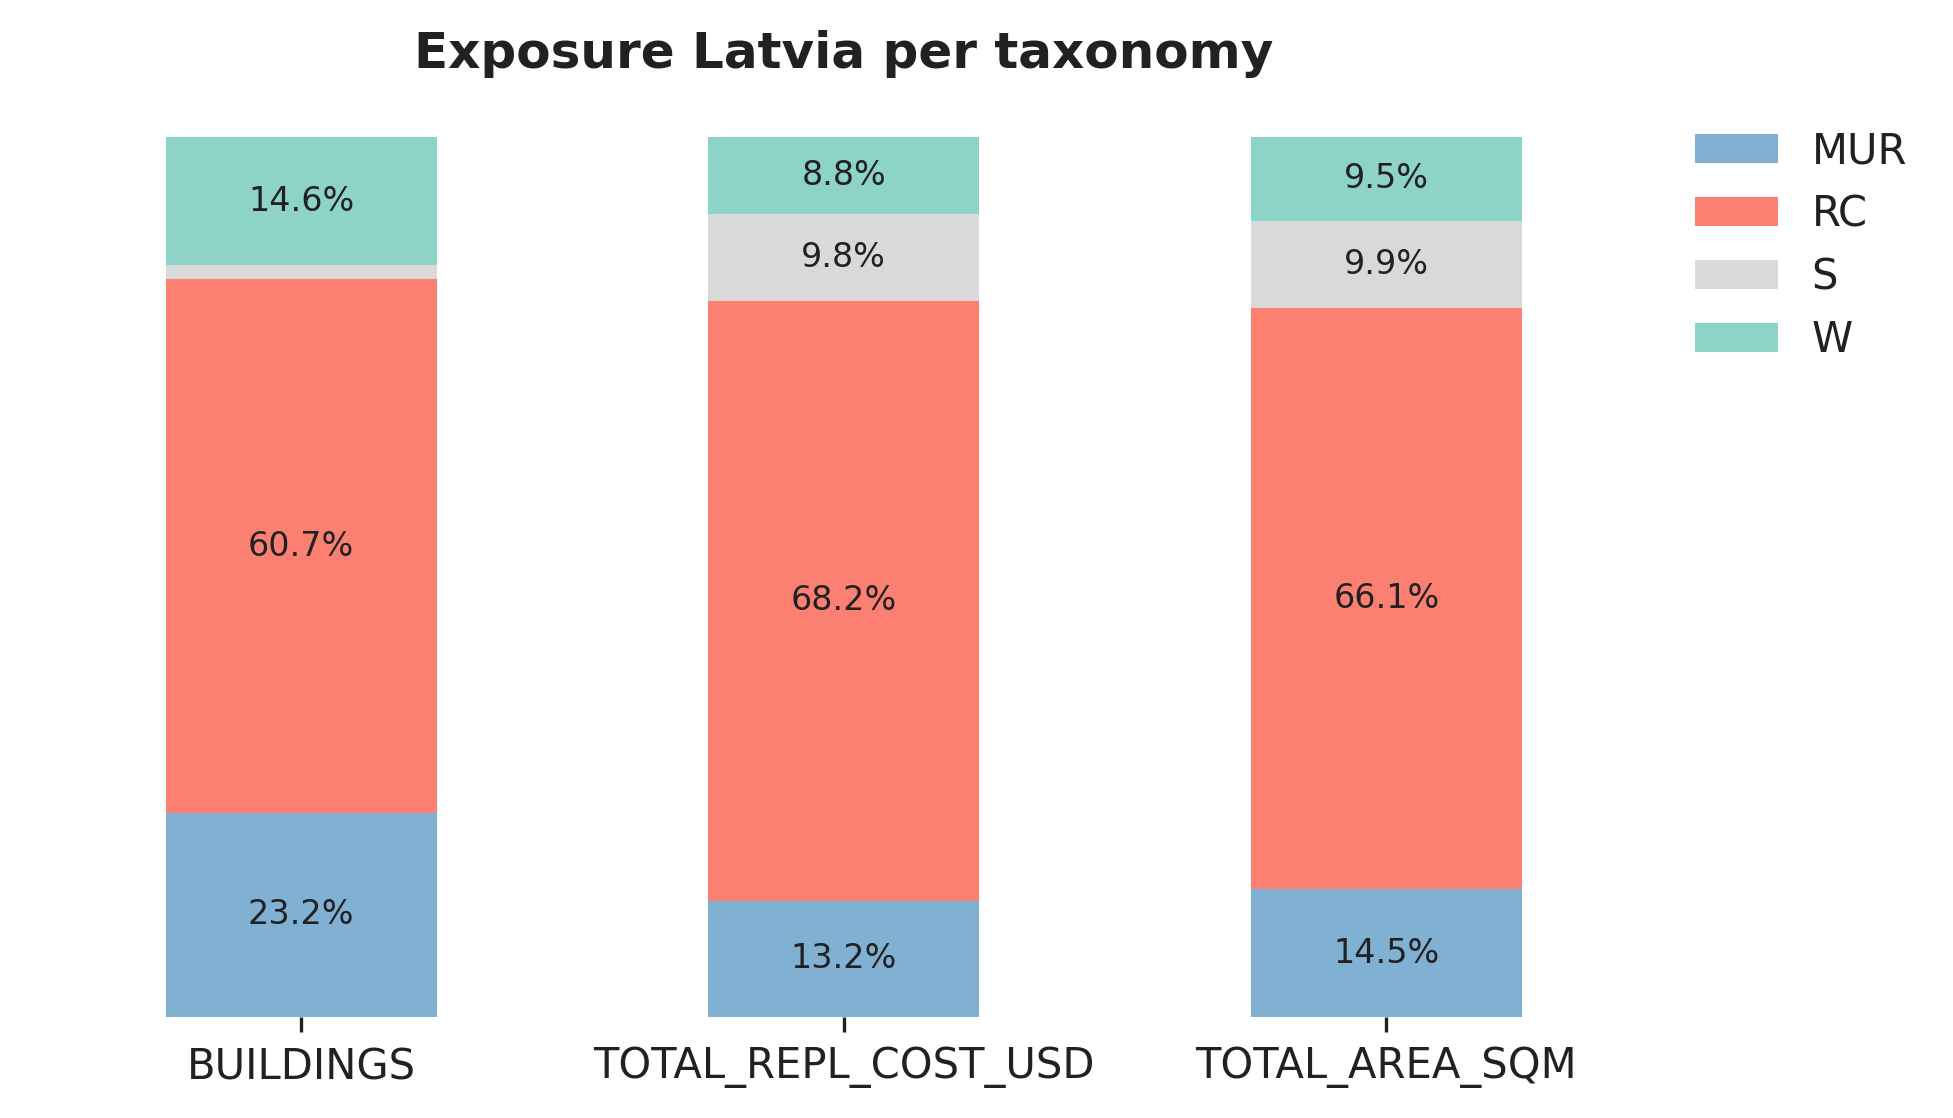 Exposure Latvia per taxonomy
14.6%
60.7%
23.2%
8.8%
9.8%
68.2%
13.2%
9.5%
9.9%
66.1%
14.5%
BUILDINGS
TOTAL_REPL_COST_USD
TOTAL_AREA_SQM
MUR
RC
S
W